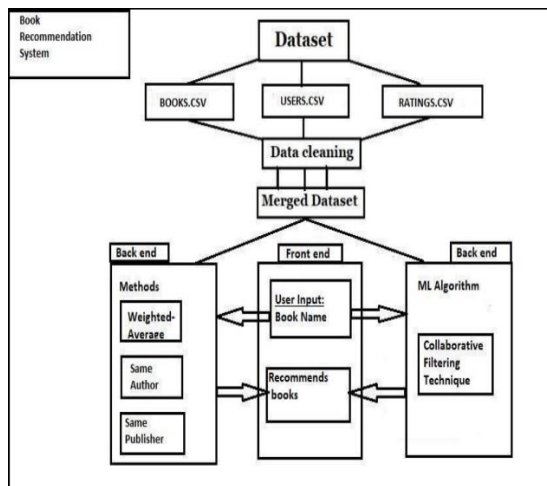 Book
Recommendation
System
Dataset
BOOKS.CSV
USERS.CSV
RATINGS.CSV
Data cleaning
Merged Dataset
Back end
Front end
Back end
Methods
Weighted-
Average
Same
Author
Same
Publisher
User Input:
Book Name
Recommends
books
ML Algorithm
Collaborative
Filtering
Technique